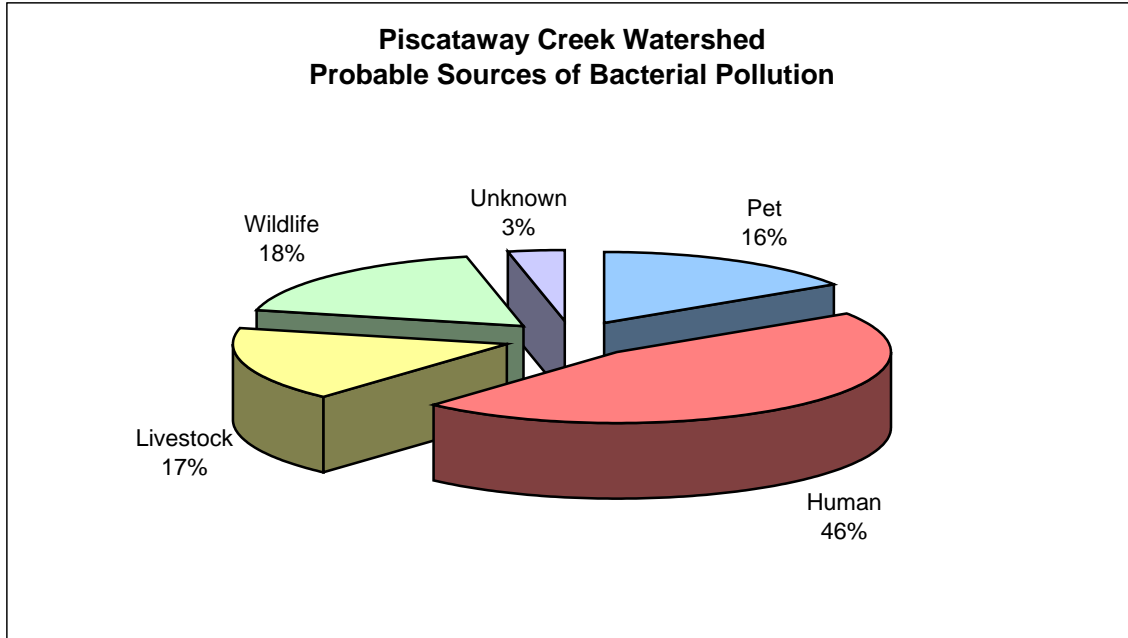 Piscataway Creek Watershed
Probable Sources of Bacterial Pollution
Unknown
3%
Pet
16%
Wildlife
18%
Livestock
17%
Human
46%